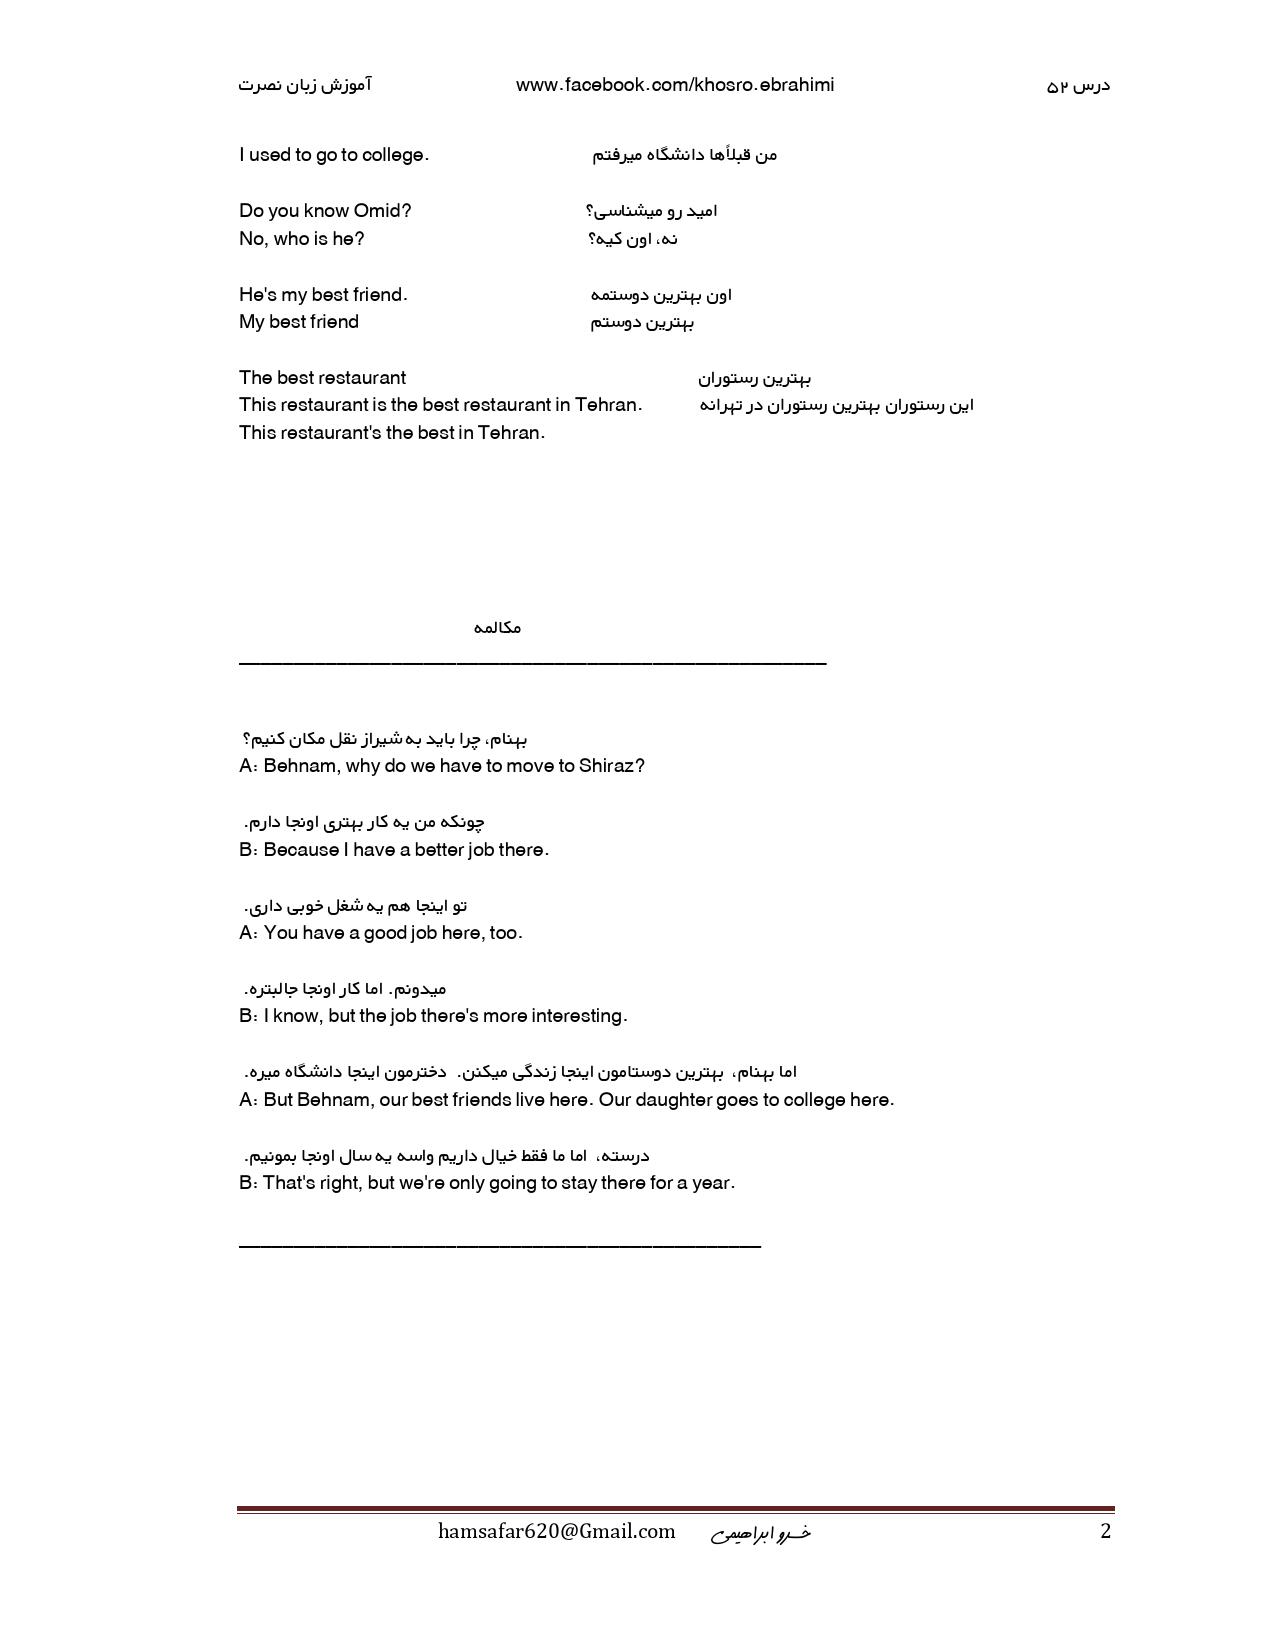 آموزش زبان نصرت www.facebook.com/khosro.ebrahimi درس ۵۲
I used to go to college. من قبلاًها دانشگاه میرفتم
Do you know Omid? امید رو میشناسی؟
No, who is he? نه، اون کیه؟
He's my best friend. اون بهترین دوستمه
My best friend بهترین دوستم
The best restaurant بهترین رستوران
This restaurant is the best restaurant in Tehran. این رستوران بهترین رستوران در تهرانه
This restaurant's the best in Tehran.
مکالمه
بهنام، چرا باید به شیراز نقل مکان کنیم؟
A: Behnam, why do we have to move to Shiraz?
چونکه من یه کار بهتری اونجا دارم.
B: Because I have a better job there.
تو اینجا هم یه شغل خوبی داری.
A: You have a good job here, too.
میدونم. اما کار اونجا جالبتره.
B: I know, but the job there's more interesting.
اما بهنام، بهترین دوستامون اینجا زندگی میکنن. دخترمون اینجا دانشگاه میره.
A: But Behnam, our best friends live here. Our daughter goes to college here.
درسته، اما ما فقط خیال داریم واسه یه سال اونجا بمونیم.
B: That's right, but we're only going to stay there for a year.
hamsafar620@Gmail.com خسرو ابراهیمی 2